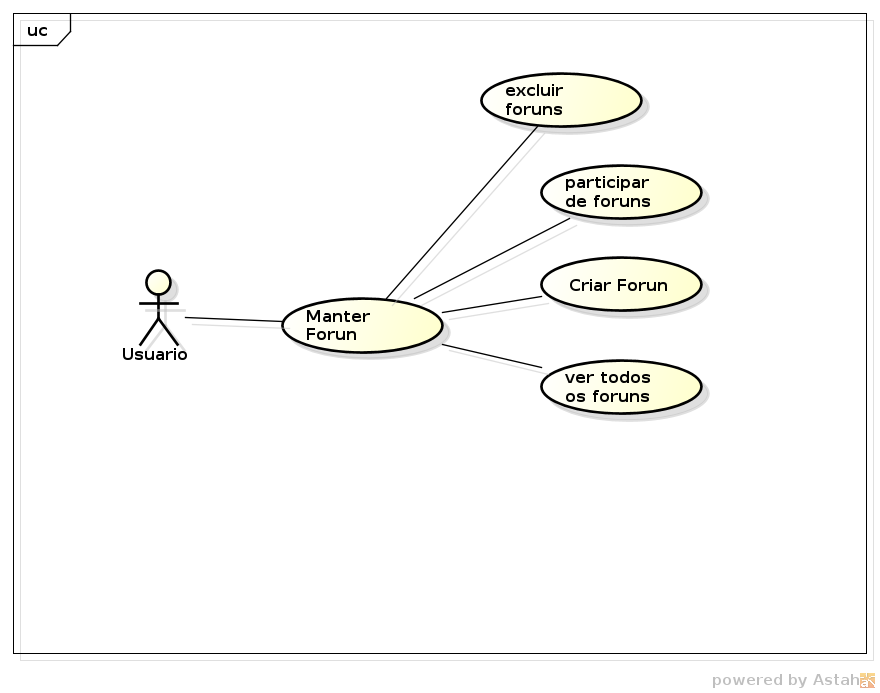 uc
excluir
foruns
participar
de foruns
Criar Forun
Manter
Forun
Usuario
ver todos
os foruns
powered by Astah